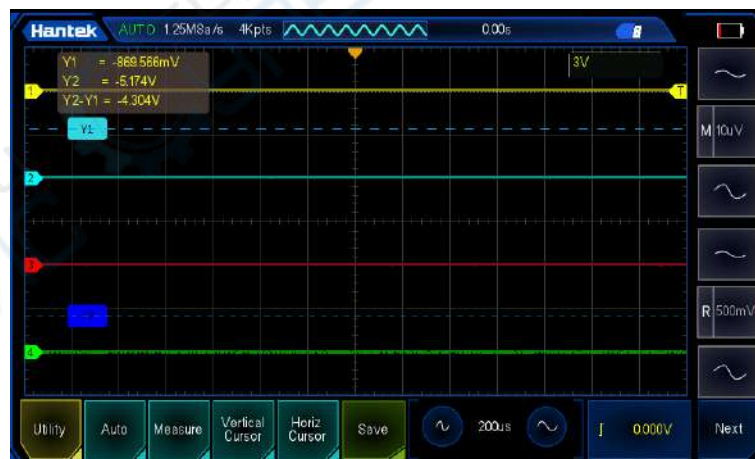 Hantek AUTO 1.25MSa/s 4Kpts 0.00s
Y1 = -869.566mV
Y2 = -5.174V
Y2-Y1 = -4.304V
3V
1
T
Y1
M 10uV
2
3
R 500mV
4
Utility Auto Measure Vertical Cursor Horiz Cursor Save 200us 0.000V Next